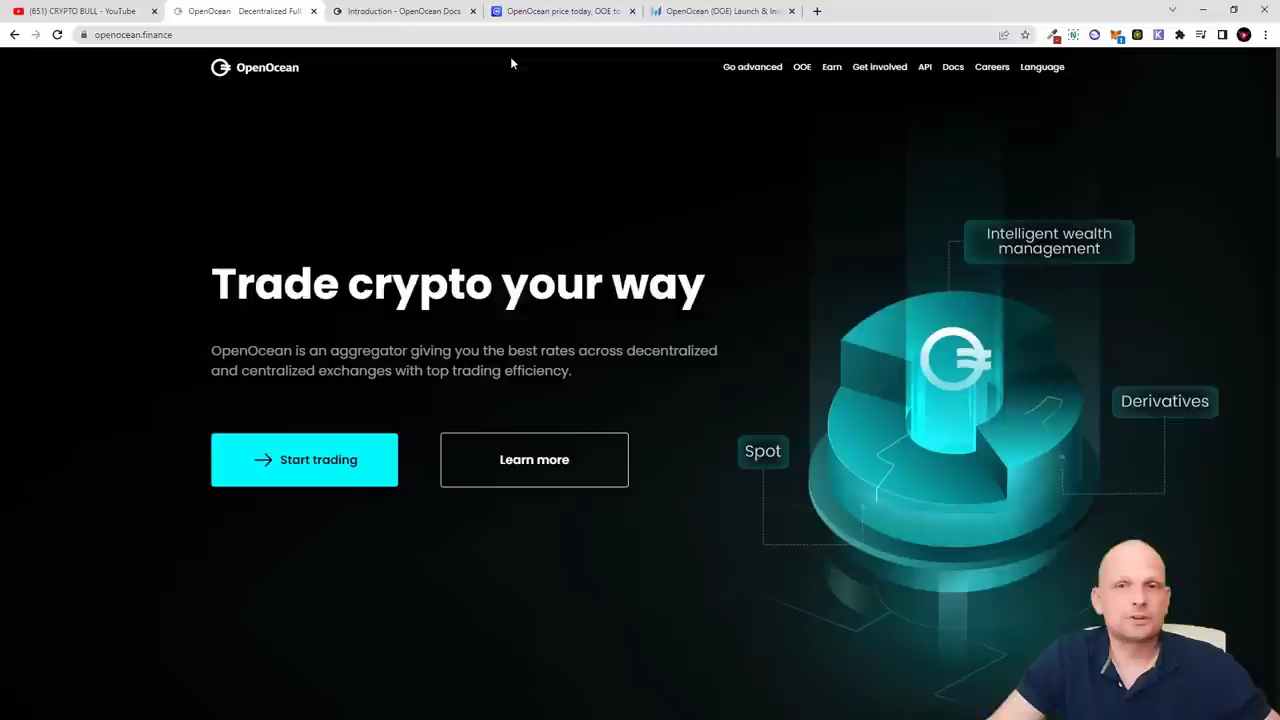 (651) CRYPTO BULL - YouTube
OpenOcean - Decentralized Full
Introduction - OpenOcean Docs
OpenOcean price today, OOE to
OpenOcean (OOE) Launch & Init
openocean.finance
OpenOcean
Go advanced
OOE
Earn
Get involved
API
Docs
Careers
Language
Trade crypto your way
OpenOcean is an aggregator giving you the best rates across decentralized
and centralized exchanges with top trading efficiency.
Start trading
Learn more
Intelligent wealth
management
Derivatives
Spot